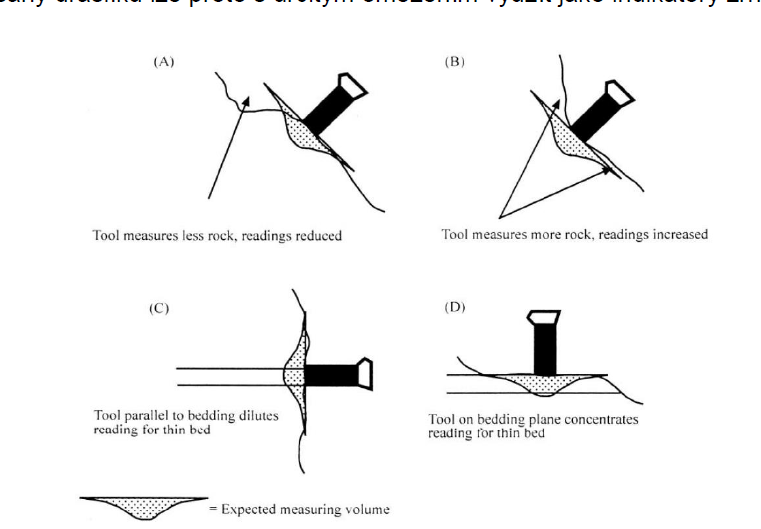 (A)
(B)
Tool measures less rock, readings reduced
Tool measures more rock, readings increased
(C)
(D)
Tool parallel to bedding dilutes
reading for thin bed
Tool on bedding plane concentrates
reading for thin bed
= Expected measuring volume